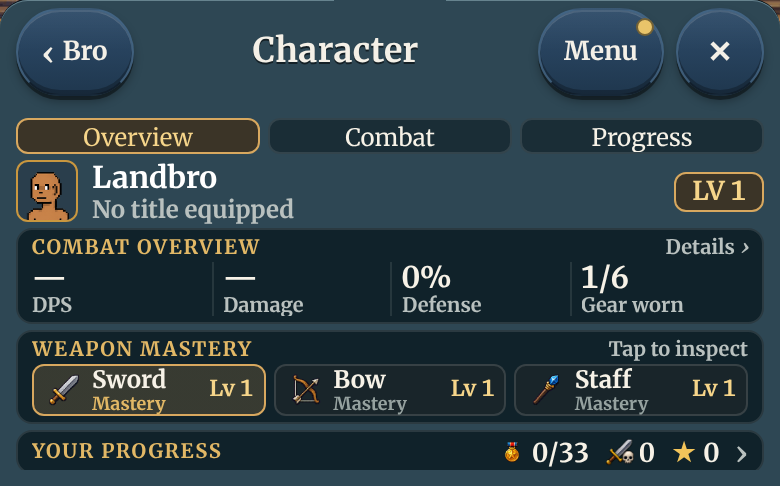 ‹ Bro
Character
Menu
×
Overview
Combat
Progress
Landbro
No title equipped
LV 1
COMBAT OVERVIEW
Details ›
— — 0% 1/6
DPS Damage Defense Gear worn
WEAPON MASTERY
Tap to inspect
Sword
Mastery
Lv 1
Bow
Mastery
Lv 1
Staff
Mastery
Lv 1
YOUR PROGRESS
0/33 0 0 ›